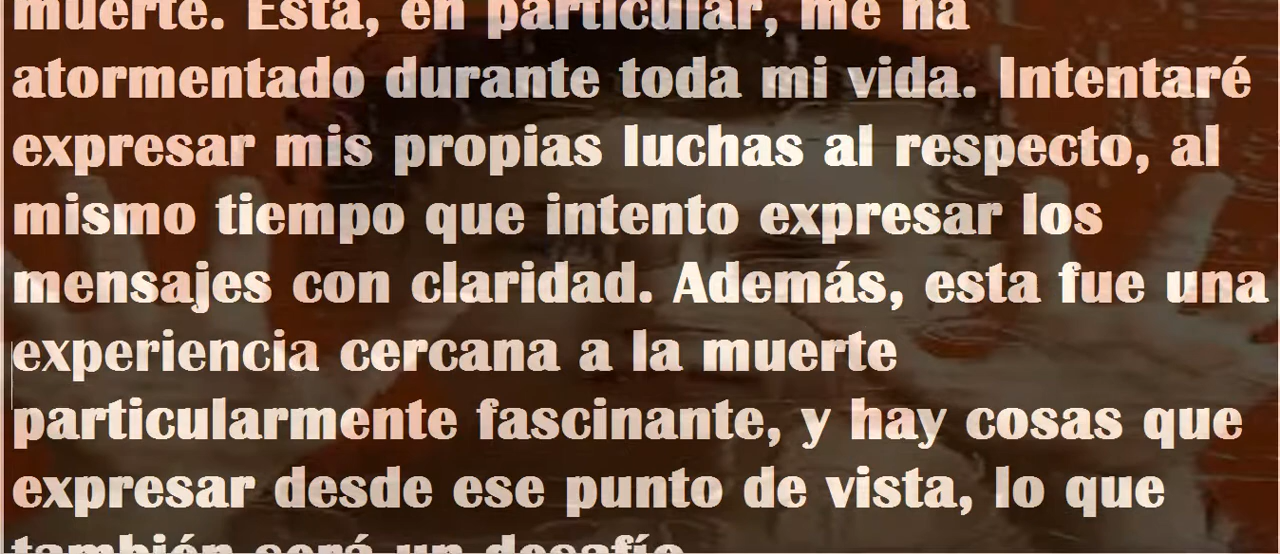 muerte. Esta, en particular, me ha
atormentado durante toda mi vida. Intentaré
expresar mis propias luchas al respecto, al
mismo tiempo que intento expresar los
mensajes con claridad. Además, esta fue una
experiencia cercana a la muerte
particularmente fascinante, y hay cosas que
expresar desde ese punto de vista, lo que
también será un desafío